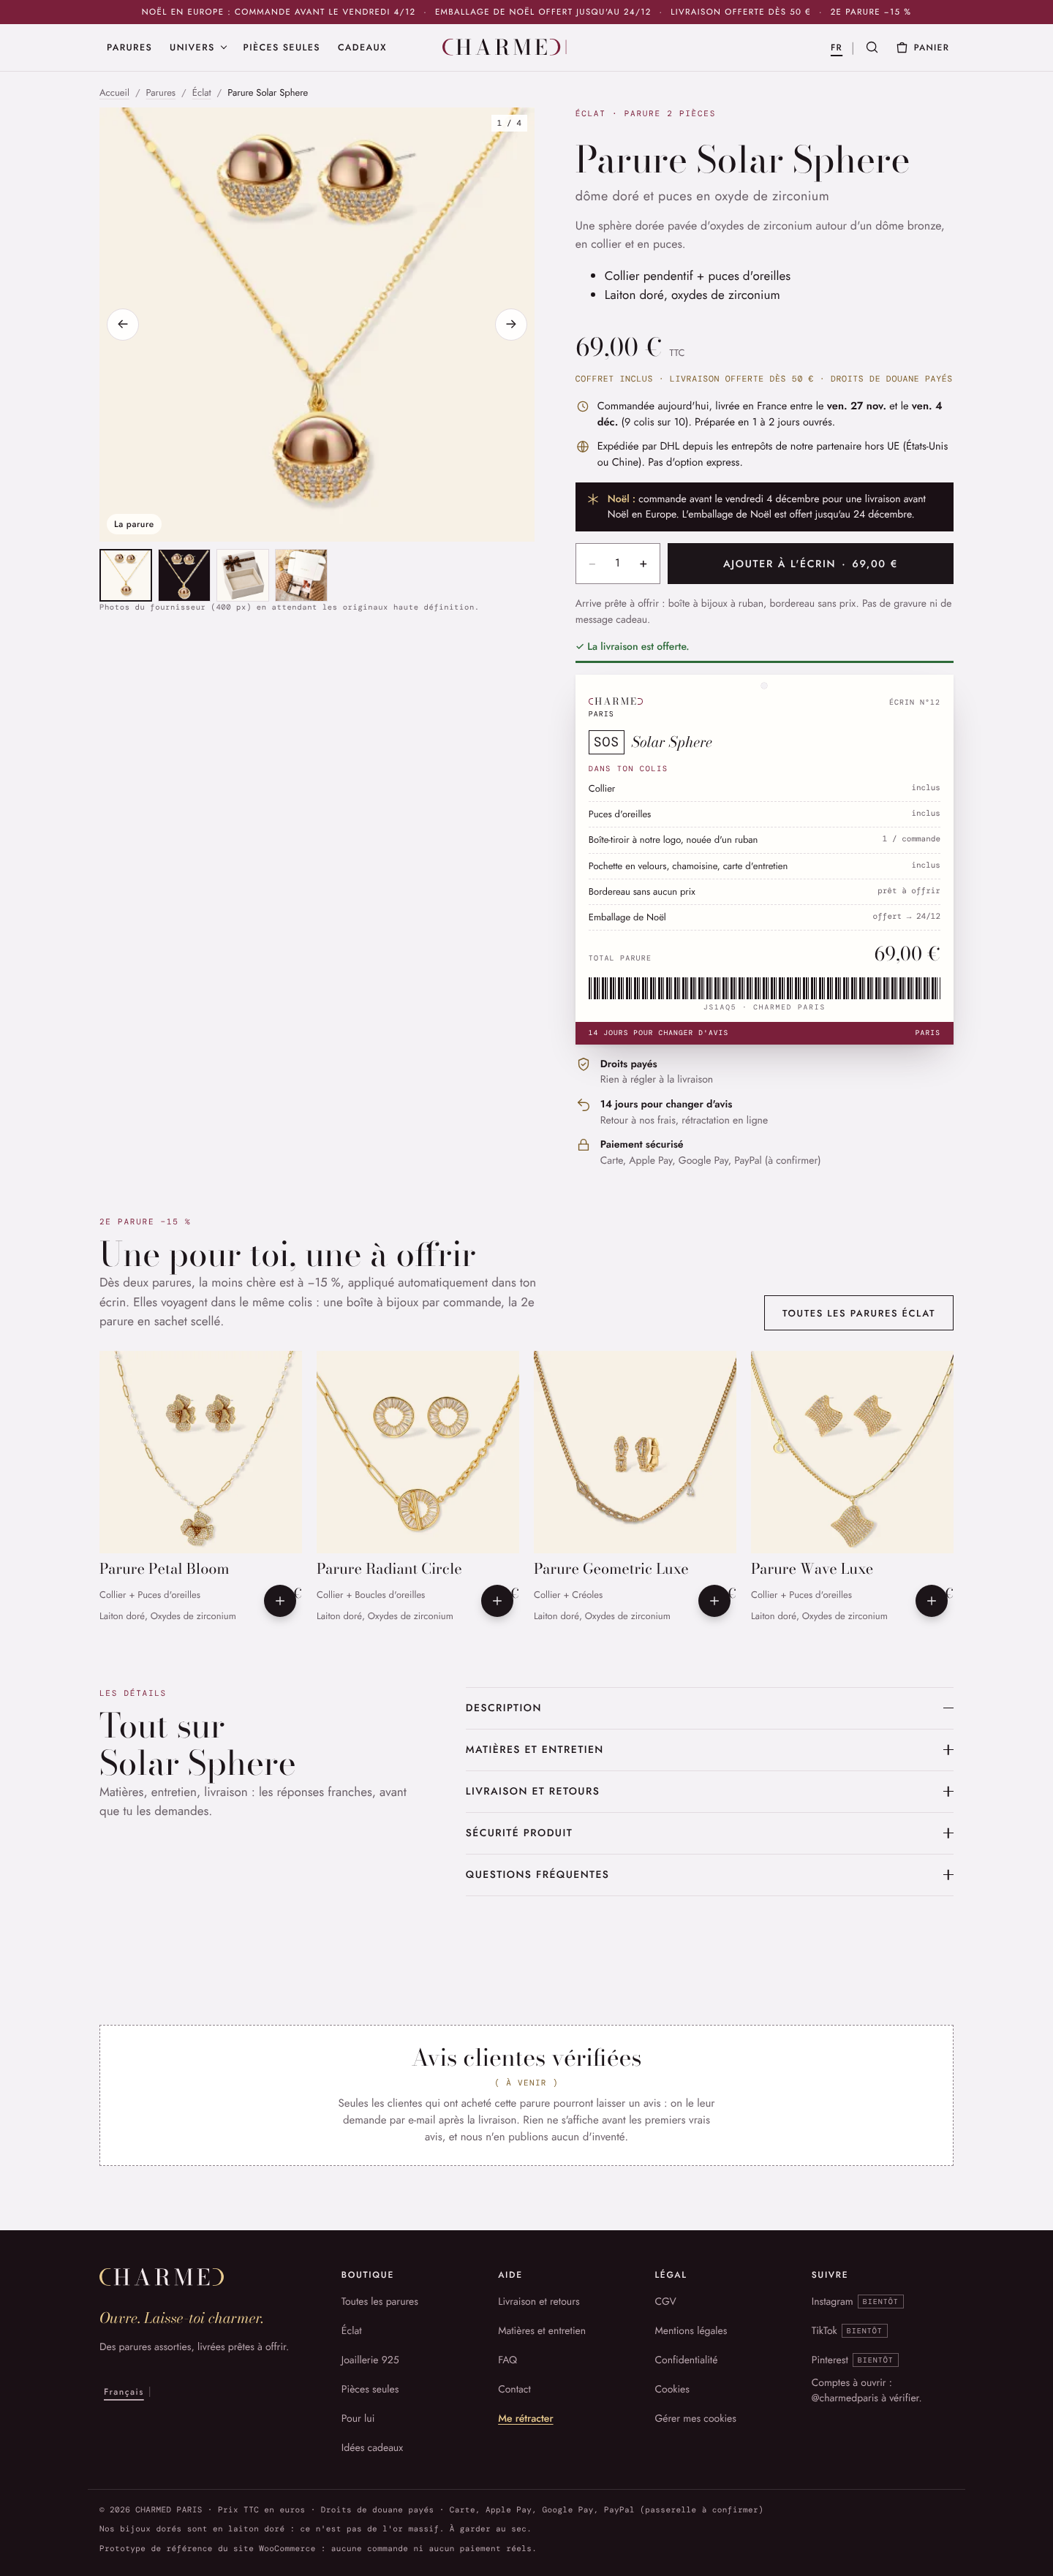 NOËL EN EUROPE : COMMANDE AVANT LE VENDREDI 4/12 · EMBALLAGE DE NOËL OFFERT JUSQU'AU 24/12 · LIVRAISON OFFERTE DÈS 50 € · 2E PARURE −15 %
PARURES UNIVERS PIÈCES SEULES CADEAUX CHARMED FR PANIER
Accueil / Parures / Éclat / Parure Solar Sphere
1 / 4
La parure
Photos du fournisseur (400 px) en attendant les originaux haute définition.
ÉCLAT · PARURE 2 PIÈCES
Parure Solar Sphere
dôme doré et puces en oxyde de zirconium
Une sphère dorée pavée d'oxydes de zirconium autour d'un dôme bronze,
en collier et en puces.
• Collier pendentif + puces d'oreilles
• Laiton doré, oxydes de zirconium
69,00 € TTC
COFFRET INCLUS · LIVRAISON OFFERTE DÈS 50 € · DROITS DE DOUANE PAYÉS
Commandée aujourd'hui, livrée en France entre le ven. 27 nov. et le ven. 4
déc. (9 colis sur 10). Préparée en 1 à 2 jours ouvrés.
Expédiée par DHL depuis les entrepôts de notre partenaire hors UE (États-Unis
ou Chine). Pas d'option express.
Noël : commande avant le vendredi 4 décembre pour une livraison avant
Noël en Europe. L'emballage de Noël est offert jusqu'au 24 décembre.
− 1 +
AJOUTER À L'ÉCRIN · 69,00 €
Arrive prête à offrir : boîte à bijoux à ruban, bordereau sans prix. Pas de gravure ni de
message cadeau.
✓ La livraison est offerte.
CHARMED
PARIS
ÉCRIN N°12
SOS Solar Sphere
DANS TON COLIS
Collier inclus
Puces d'oreilles inclus
Boîte-tiroir à notre logo, nouée d'un ruban 1 / commande
Pochette en velours, chamoisine, carte d'entretien inclus
Bordereau sans aucun prix prêt à offrir
Emballage de Noël offert → 24/12
TOTAL PARURE 69,00 €
JS1AQ5 · CHARMED PARIS
14 JOURS POUR CHANGER D'AVIS PARIS
Droits payés
Rien à régler à la livraison
14 jours pour changer d'avis
Retour à nos frais, rétractation en ligne
Paiement sécurisé
Carte, Apple Pay, Google Pay, PayPal (à confirmer)
2E PARURE −15 %
Une pour toi, une à offrir
Dès deux parures, la moins chère est à −15 %, appliqué automatiquement dans ton
écrin. Elles voyagent dans le même colis : une boîte à bijoux par commande, la 2e
parure en sachet scellé.
TOUTES LES PARURES ÉCLAT
Parure Petal Bloom
Collier + Puces d'oreilles €
Laiton doré, Oxydes de zirconium
Parure Radiant Circle
Collier + Boucles d'oreilles €
Laiton doré, Oxydes de zirconium
Parure Geometric Luxe
Collier + Créoles €
Laiton doré, Oxydes de zirconium
Parure Wave Luxe
Collier + Puces d'oreilles €
Laiton doré, Oxydes de zirconium
LES DÉTAILS
Tout sur
Solar Sphere
Matières, entretien, livraison : les réponses franches, avant
que tu les demandes.
DESCRIPTION
MATIÈRES ET ENTRETIEN
LIVRAISON ET RETOURS
SÉCURITÉ PRODUIT
QUESTIONS FRÉQUENTES
Avis clientes vérifiées
( À VENIR )
Seules les clientes qui ont acheté cette parure pourront laisser un avis : on le leur
demande par e-mail après la livraison. Rien ne s'affiche avant les premiers vrais
avis, et nous n'en publions aucun d'inventé.
CHARMED
Ouvre. Laisse-toi charmer.
Des parures assorties, livrées prêtes à offrir.
Français
BOUTIQUE
Toutes les parures
Éclat
Joaillerie 925
Pièces seules
Pour lui
Idées cadeaux
AIDE
Livraison et retours
Matières et entretien
FAQ
Contact
Me rétracter
LÉGAL
CGV
Mentions légales
Confidentialité
Cookies
Gérer mes cookies
SUIVRE
Instagram BIENTÔT
TikTok BIENTÔT
Pinterest BIENTÔT
Comptes à ouvrir :
@charmedparis à vérifier.
© 2026 CHARMED PARIS · Prix TTC en euros · Droits de douane payés · Carte, Apple Pay, Google Pay, PayPal (passerelle à confirmer)
Nos bijoux dorés sont en laiton doré : ce n'est pas de l'or massif. À garder au sec.
Prototype de référence du site WooCommerce : aucune commande ni aucun paiement réels.